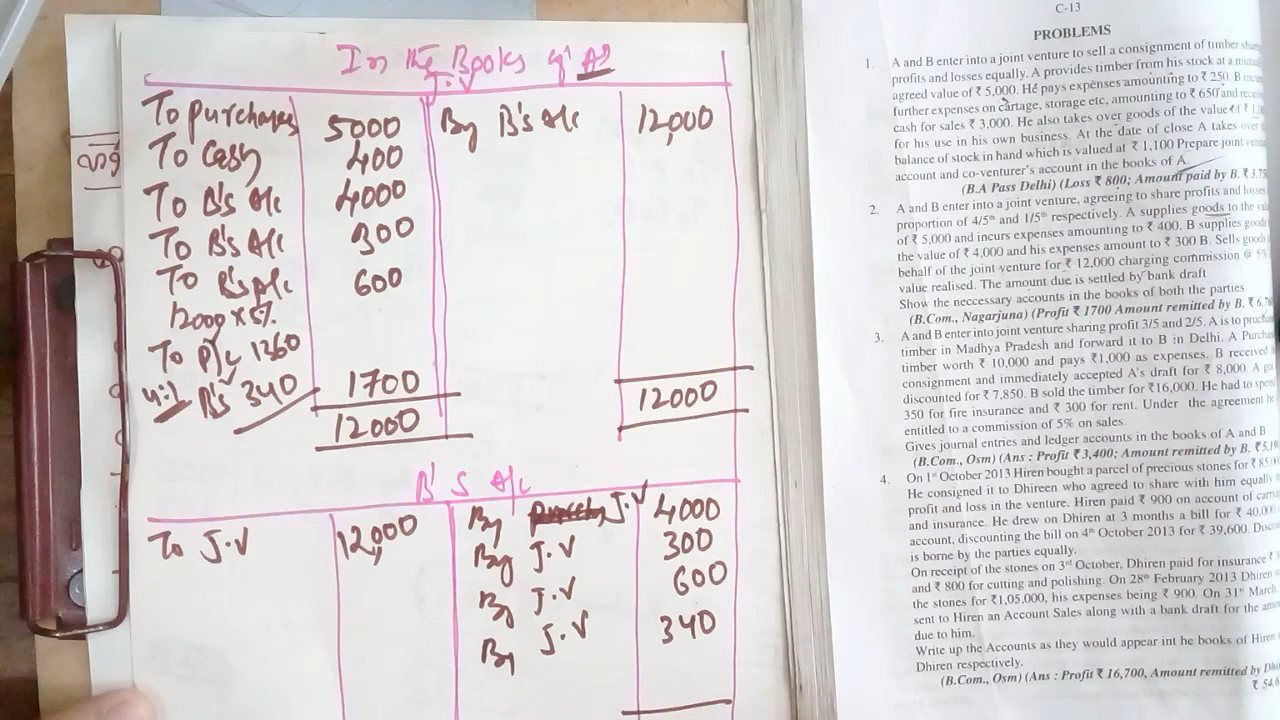 In the Books of A's
J.V
To purchases 5000 By B's A/c 12,000
To Cash 400
To B's A/c 4000
To B's A/c 300
To B's A/c 600
12000 x 5%
To P/L 1360
4:1 B's 340 1700
12000 12000
B's A/c
To J.V 12,000 By J.V 4000
By J.V 300
By J.V 600
By J.V 340
C-13
PROBLEMS
1. A and B enter into a joint venture to sell a consignment of timber
profits and losses equally. A provides timber from his stock at a
agreed value of ₹ 5,000. He pays expenses amounting to ₹ 250. B
further expenses on cartage, storage etc, amounting to ₹ 650 and
cash for sales ₹ 3,000. He also takes over goods of the value of ₹
for his use in his own business. At the date of close A takes over
balance of stock in hand which is valued at ₹ 1,100 Prepare joint
account and co-venturer's account in the books of A.
(B.A Pass Delhi) (Loss ₹ 800; Amount paid by B. ₹ 3,75
2. A and B enter into a joint venture, agreeing to share profits and losses
proportion of 4/5th and 1/5th respectively. A supplies goods to the
of ₹ 5,000 and incurs expenses amounting to ₹ 400. B supplies goods
the value of ₹ 4,000 and his expenses amount to ₹ 300 B. Sells goods
behalf of the joint venture for ₹ 12,000 charging commission @ 5%
value realised. The amount due is settled by bank draft
Show the neccessary accounts in the books of both the parties
(B.Com., Nagarjuna) (Profit ₹ 1700 Amount remitted by B. ₹ 6,76
3. A and B enter into joint venture sharing profit 3/5 and 2/5. A is to
timber in Madhya Pradesh and forward it to B in Delhi. A
timber worth ₹ 10,000 and pays ₹1,000 as expenses. B received
consignment and immediately accepted A's draft for ₹ 8,000. A
discounted for ₹ 7,850. B sold the timber for ₹16,000. He had to
350 for fire insurance and ₹ 300 for rent. Under the agreement
entitled to a commission of 5% on sales.
Gives journal entries and ledger accounts in the books of A and B
(B.Com., Osm) (Ans : Profit ₹ 3,400; Amount remitted by B. ₹5,
4. On 1st October 2013 Hiren bought a parcel of precious stones for ₹ 85,
He consigned it to Dhireen who agreed to share with him equally
profit and loss in the venture. Hiren paid ₹ 900 on account of
and insurance. He drew on Dhiren at 3 months a bill for ₹ 40,000
account, discounting the bill on 4th October 2013 for ₹ 39,600.
is borne by the parties equally.
On receipt of the stones on 3rd October, Dhiren paid for insurance ₹
and ₹ 800 for cutting and polishing. On 28th February 2013 Dhiren
the stones for ₹1,05,000, his expenses being ₹ 900. On 31st March
sent to Hiren an Account Sales along with a bank draft for the
due to him.
Write up the Accounts as they would appear int he books of Hiren
Dhiren respectively.
(B.Com., Osm) (Ans : Profit ₹ 16,700, Amount remitted by
₹ 54,